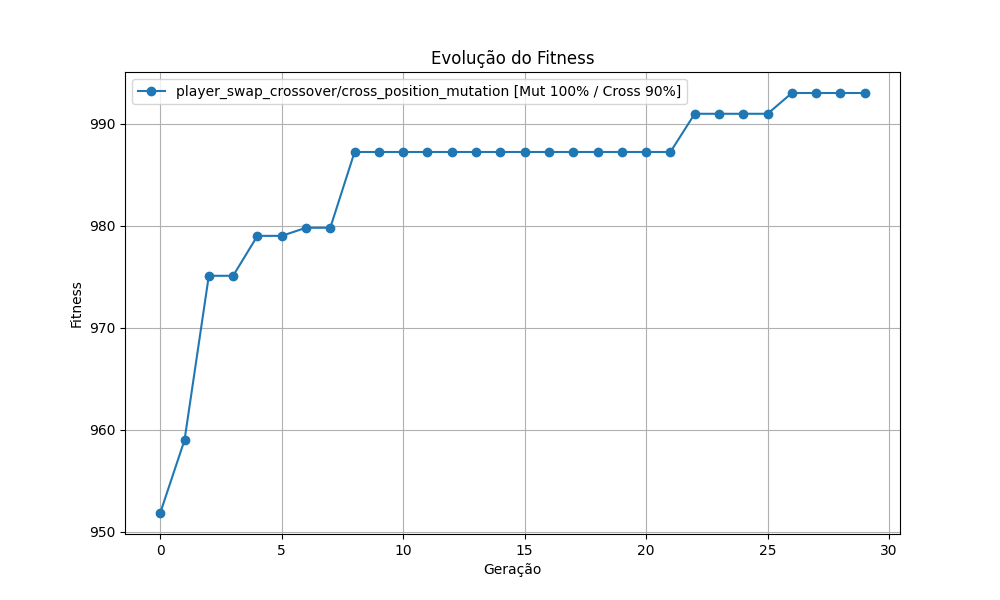 Evolução do Fitness
player_swap_crossover/cross_position_mutation [Mut 100% / Cross 90%]
990
980
970
960
950
Fitness
0 5 10 15 20 25 30
Geração